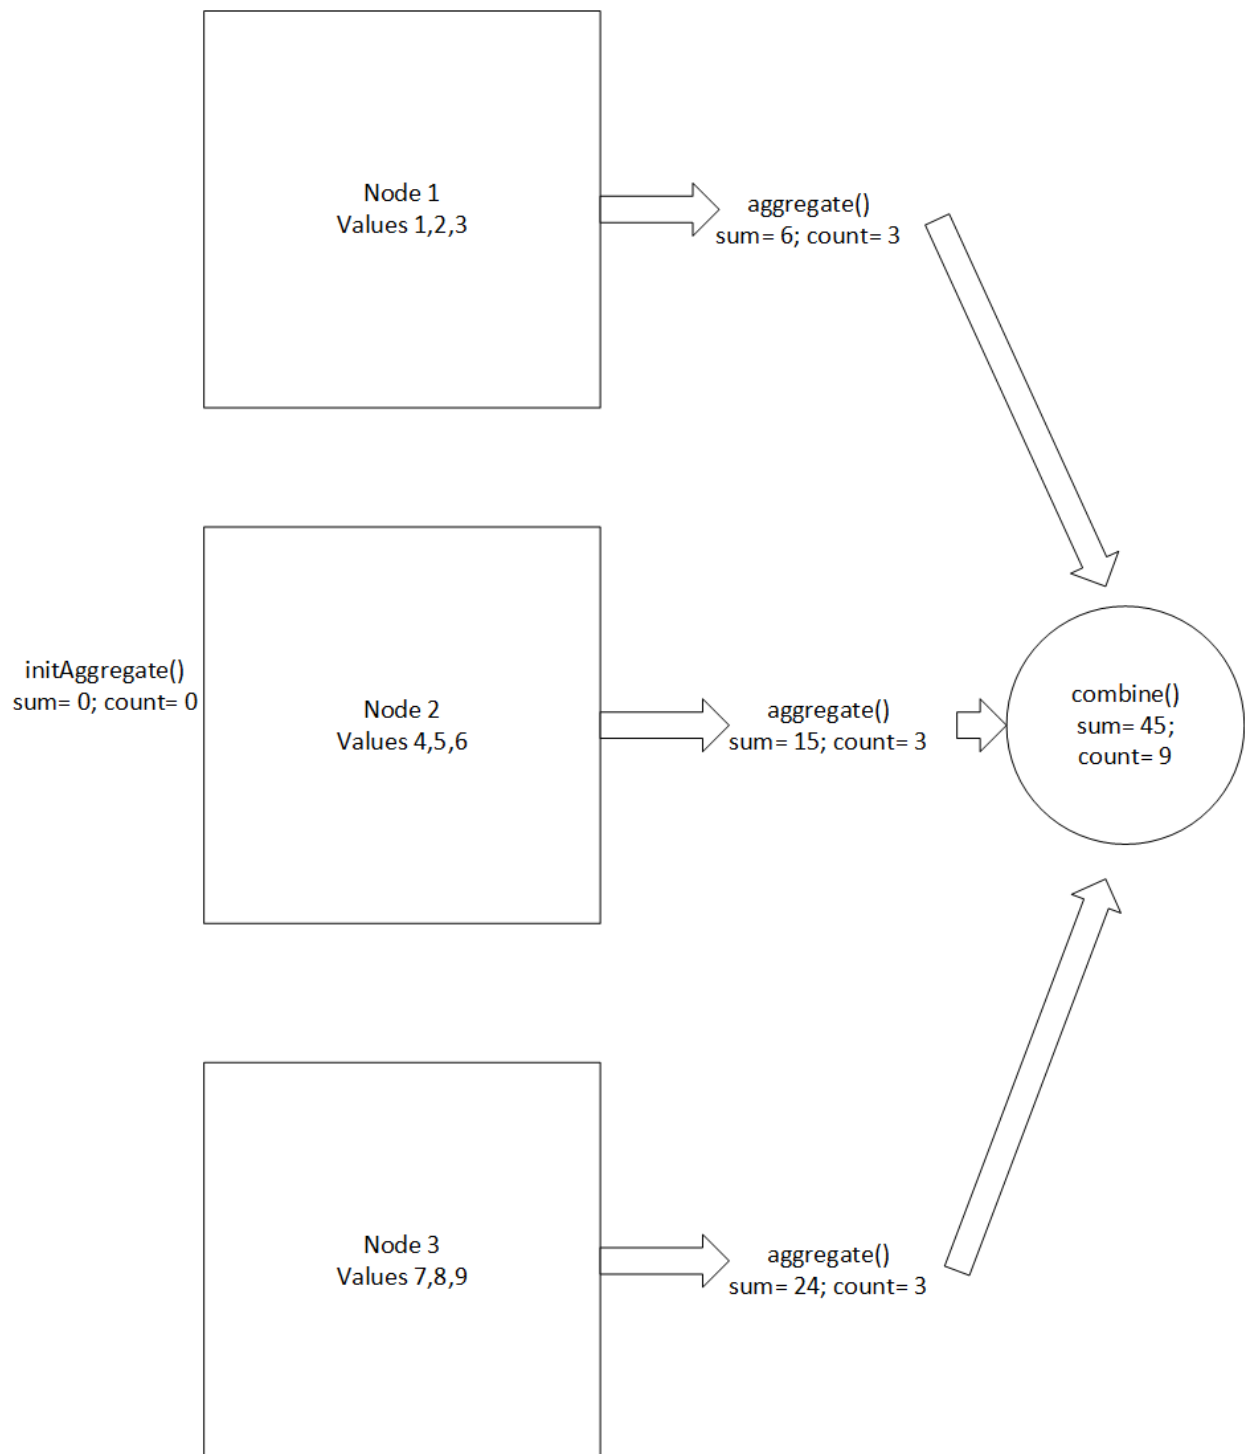 Node 1
Values 1,2,3
aggregate()
sum= 6; count= 3
initAggregate()
sum= 0; count= 0
Node 2
Values 4,5,6
aggregate()
sum= 15; count= 3
combine()
sum= 45;
count= 9
Node 3
Values 7,8,9
aggregate()
sum= 24; count= 3